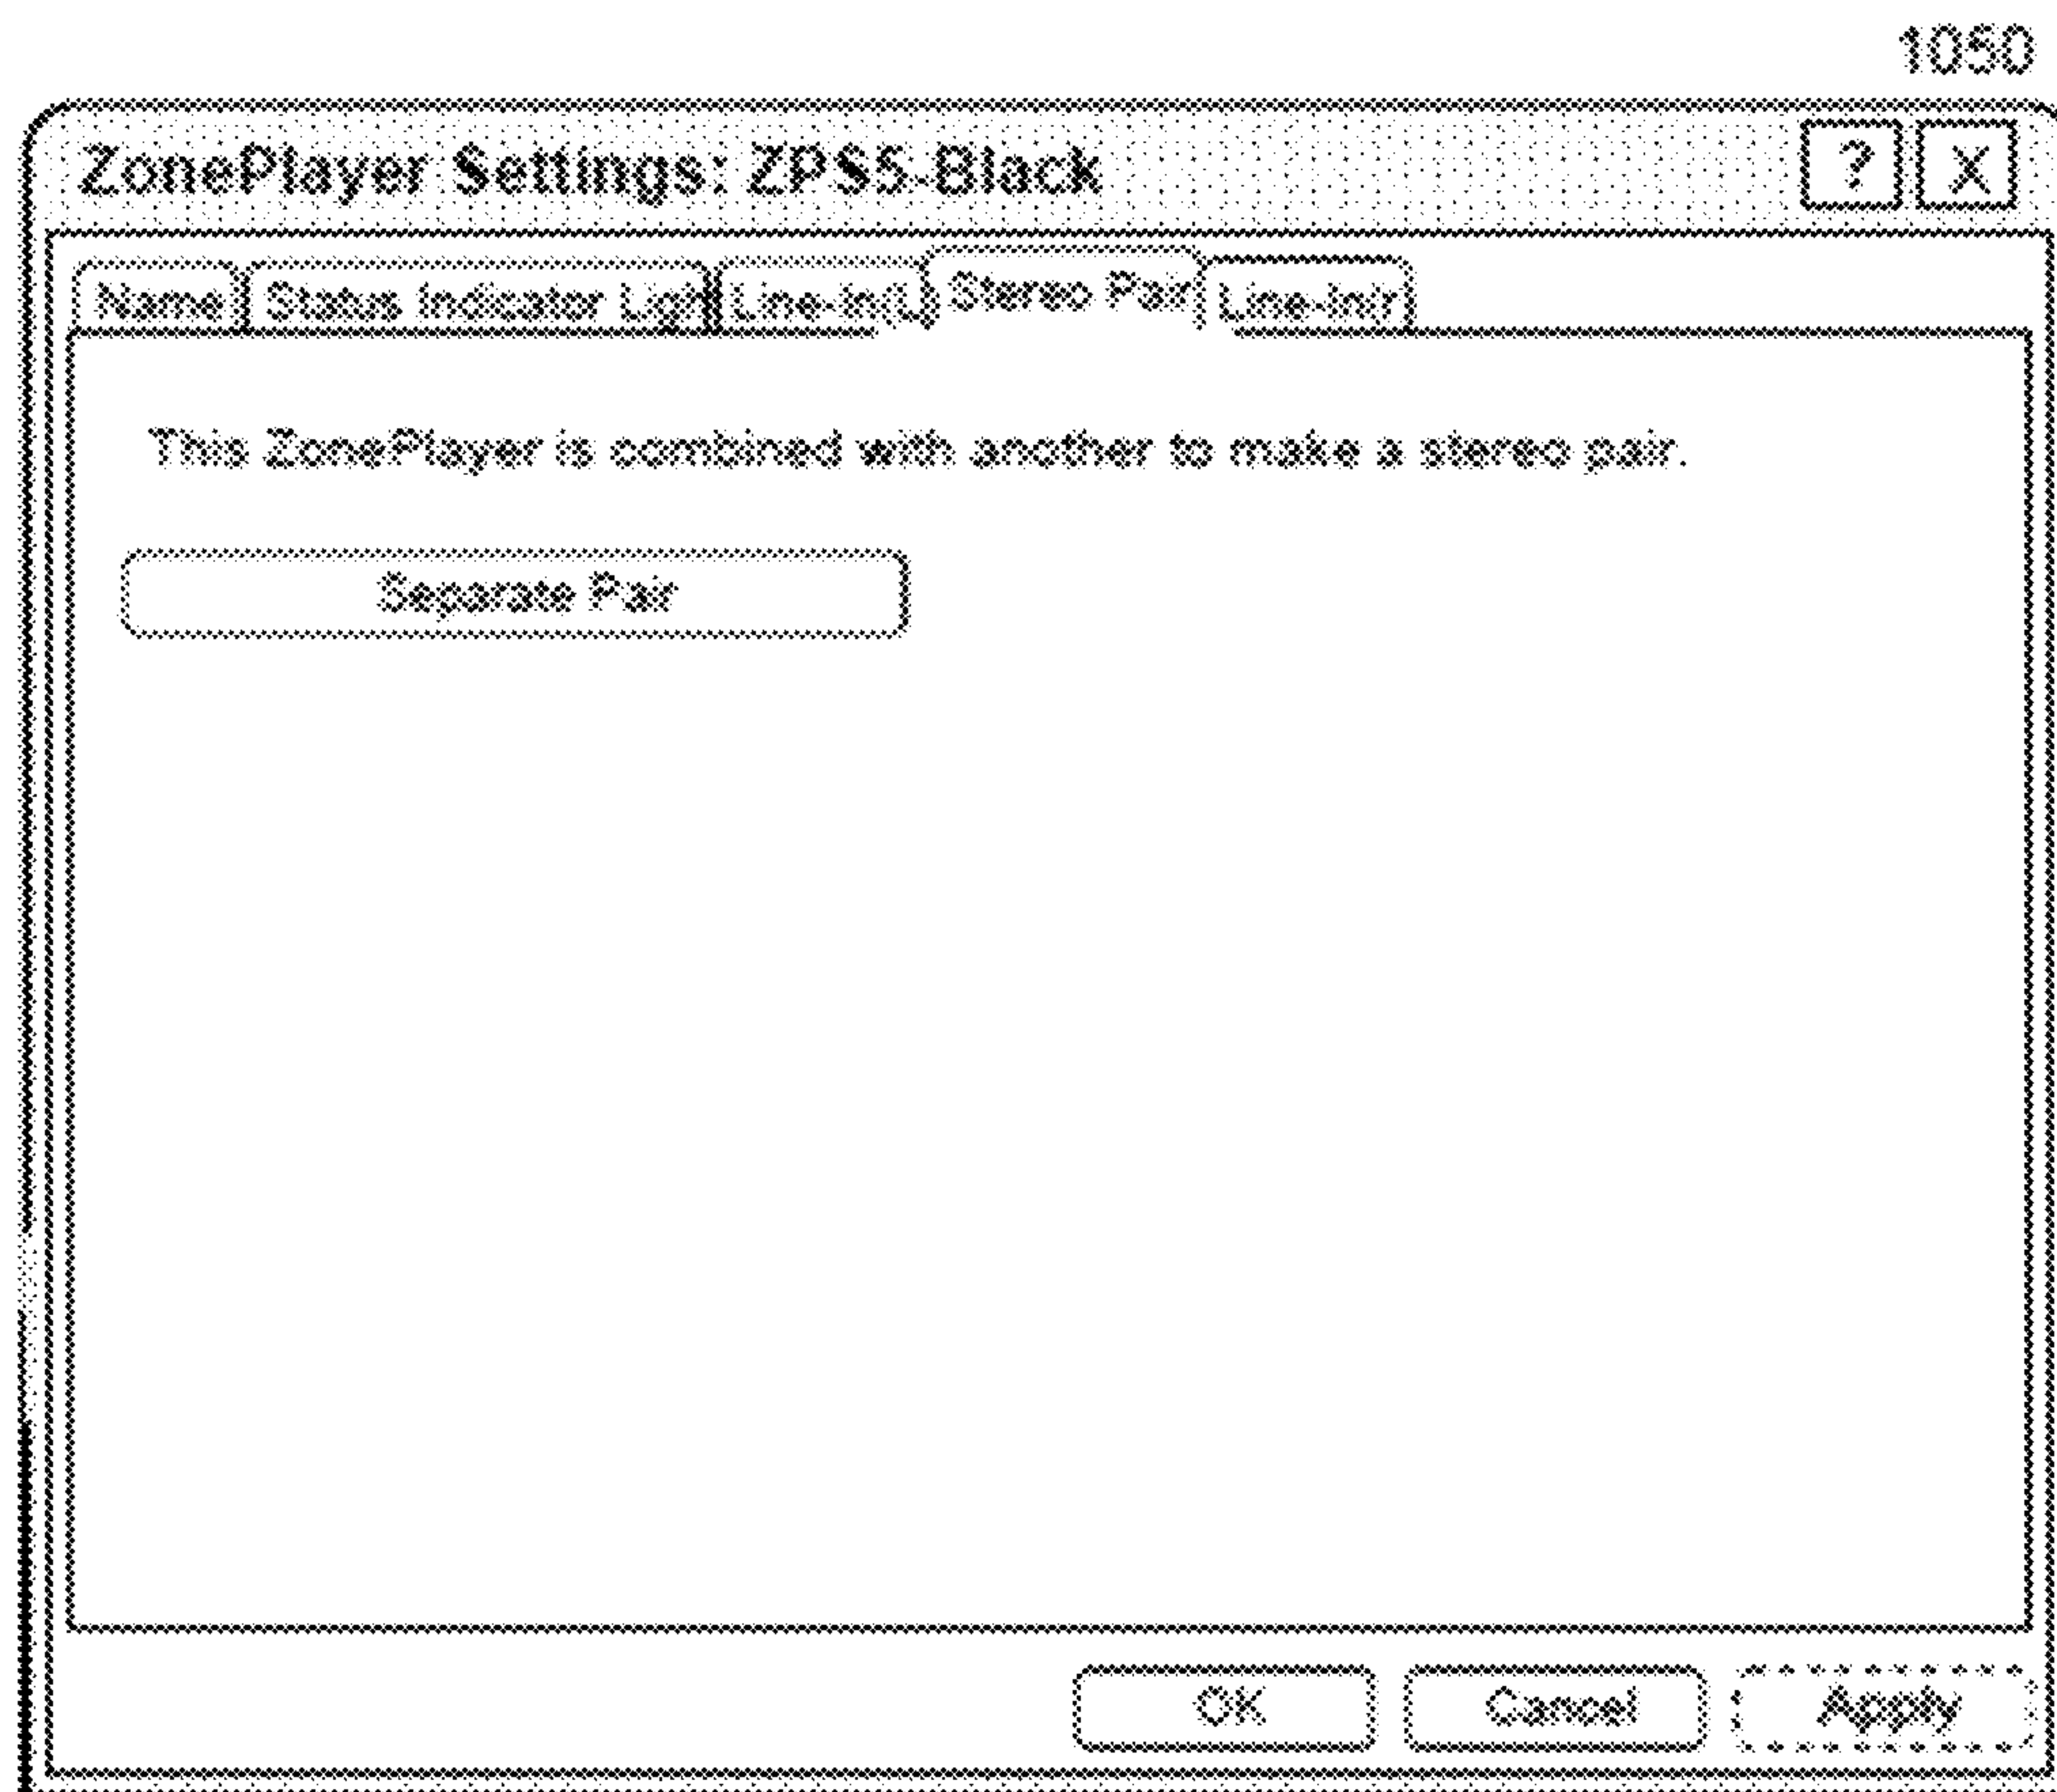 1050
ZonePlayer Settings: ZPS5-Black ? X
Name Status Indicator Ligh Line-in(L) Stereo Pair Line-in(r)
This ZonePlayer is combined with another to make a stereo pair.
Separate Pair
OK Cancel Apply